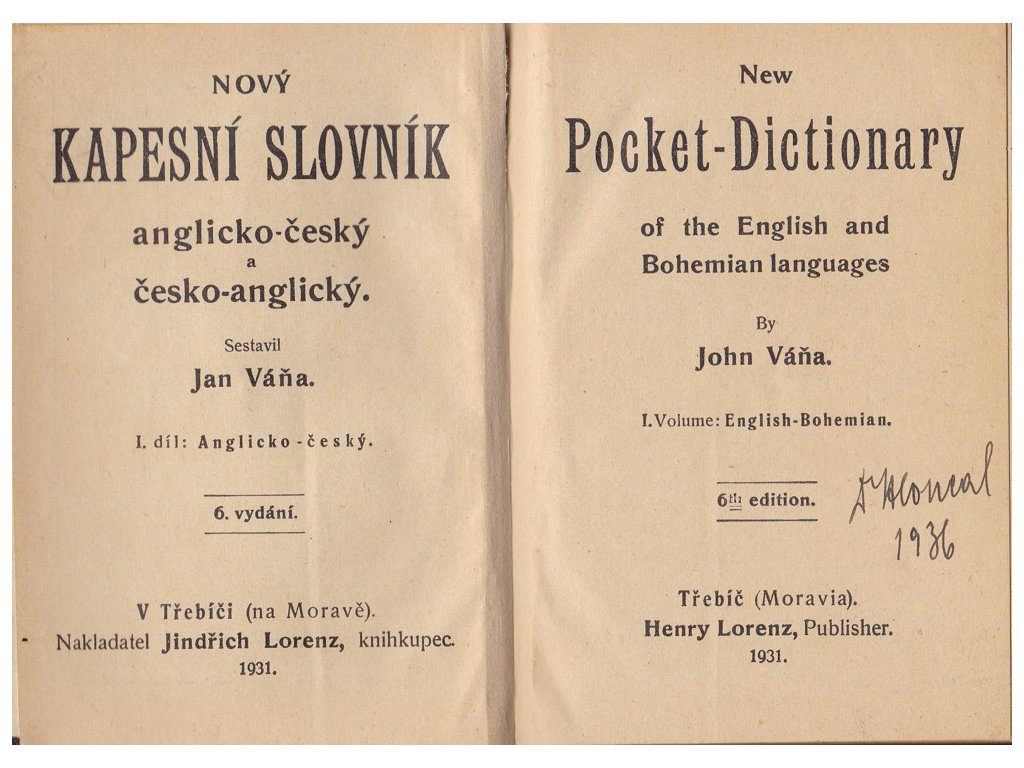 NOVÝ
KAPESNÍ SLOVNÍK
anglicko-český
a
česko-anglický.
Sestavil
Jan Váňa.
I. díl: Anglicko-český.
6. vydání.
V Třebíči (na Moravě).
Nakladatel Jindřich Lorenz, knihkupec.
1931.
New
Pocket-Dictionary
of the English and
Bohemian languages
By
John Váňa.
I. Volume: English-Bohemian.
6th edition.
1936
Třebíč (Moravia).
Henry Lorenz, Publisher.
1931.